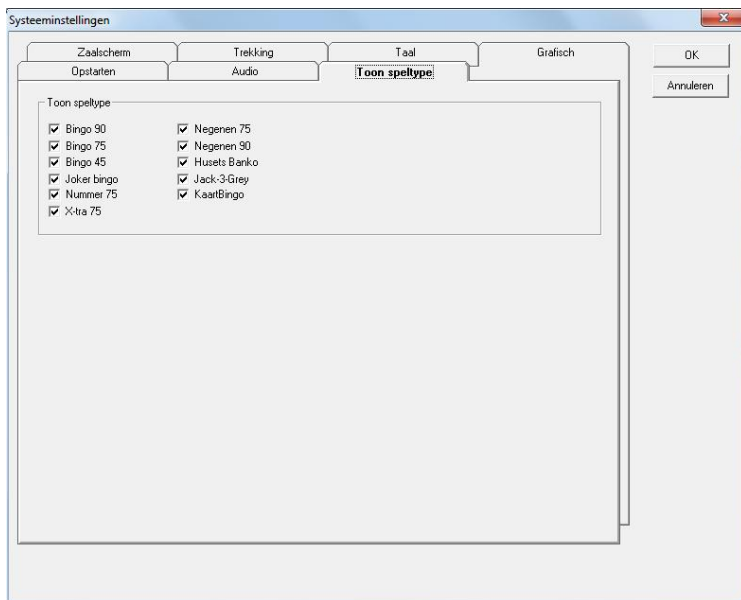 Systeeminstellingen
Zaalscherm Trekking Taal Grafisch
Opstarten Audio Toon speltype
OK
Annuleren
Toon speltype
Bingo 90 Negenen 75
Bingo 75 Negenen 90
Bingo 45 Husets Banko
Joker bingo Jack-3-Grey
Nummer 75 KaartBingo
X-tra 75